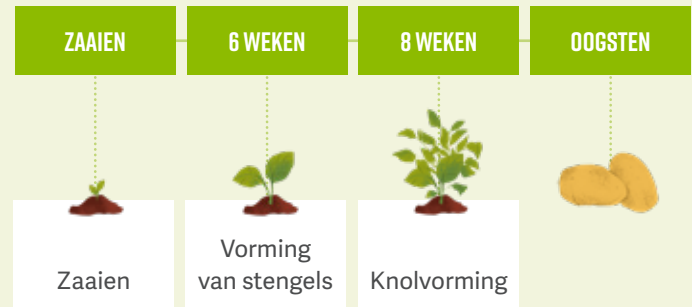 ZAAIEN
6 WEKEN
8 WEKEN
OOGSTEN
Zaaien
Vorming
van stengels
Knolvorming